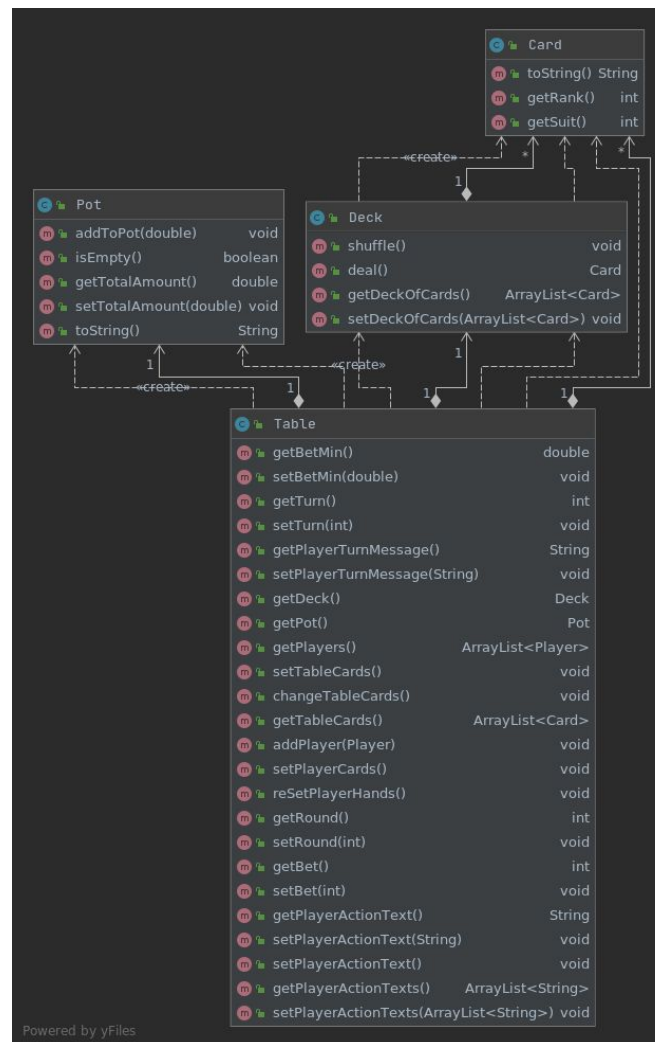 Card
toString() String
getRank() int
getSuit() int
«create»
*
*
1
Pot
addToPot(double) void
isEmpty() boolean
getTotalAmount() double
setTotalAmount(double) void
toString() String
Deck
shuffle() void
deal() Card
getDeckOfCards() ArrayList<Card>
setDeckOfCards(ArrayList<Card>) void
1
1
«create»
«create»
1
1
1
Table
getBetMin() double
setBetMin(double) void
getTurn() int
setTurn(int) void
getPlayerTurnMessage() String
setPlayerTurnMessage(String) void
getDeck() Deck
getPot() Pot
getPlayers() ArrayList<Player>
setTableCards() void
changeTableCards() void
getTableCards() ArrayList<Card>
addPlayer(Player) void
setPlayerCards() void
reSetPlayerHands() void
getRound() int
setRound(int) void
getBet() int
setBet(int) void
getPlayerActionText() String
setPlayerActionText(String) void
setPlayerActionText() void
getPlayerActionTexts() ArrayList<String>
setPlayerActionTexts(ArrayList<String>) void
Powered by yFiles